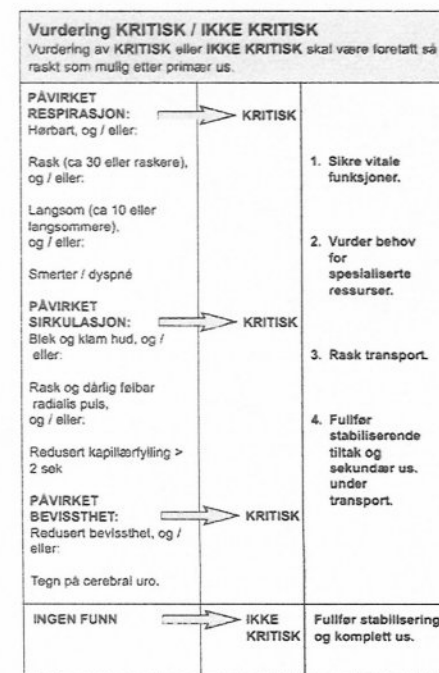 Vurdering KRITISK / IKKE KRITISK
Vurdering av KRITISK eller IKKE KRITISK skal være foretatt så
raskt som mulig etter primær us.
PÅVIRKET
RESPIRASJON:
Hørbart, og / eller:
Rask (ca 30 eller raskere),
og / eller:
Langsom (ca 10 eller
langsommere),
og / eller:
Smerter / dyspné
KRITISK
PÅVIRKET
SIRKULASJON:
Blek og klam hud, og /
eller:
Rask og dårlig følbar
radialis puls,
og / eller:
Redusert kapillærfylling >
2 sek
KRITISK
PÅVIRKET
BEVISSTHET:
Redusert bevissthet, og /
eller:
Tegn på cerebral uro.
KRITISK
1. Sikre vitale
funksjoner.
2. Vurder behov
for
spesialiserte
ressurser.
3. Rask transport.
4. Fullfør
stabiliserende
tiltak og
sekundær us.
under
transport.
INGEN FUNN
IKKE
KRITISK
Fullfør stabilisering
og komplett us.